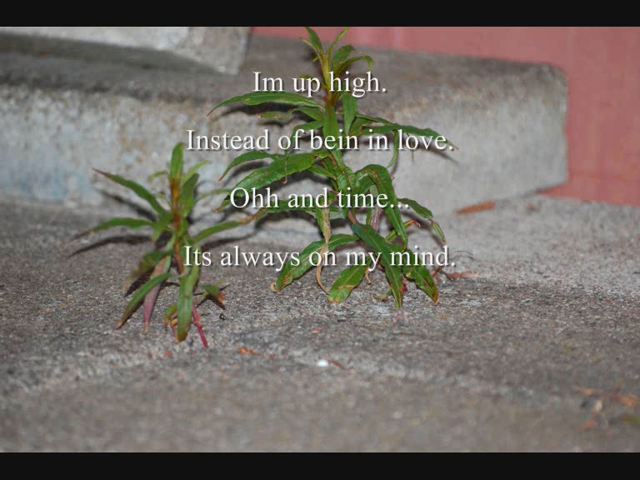 Im up high.
Instead of bein in love.
Ohh and time...
Its always on my mind.